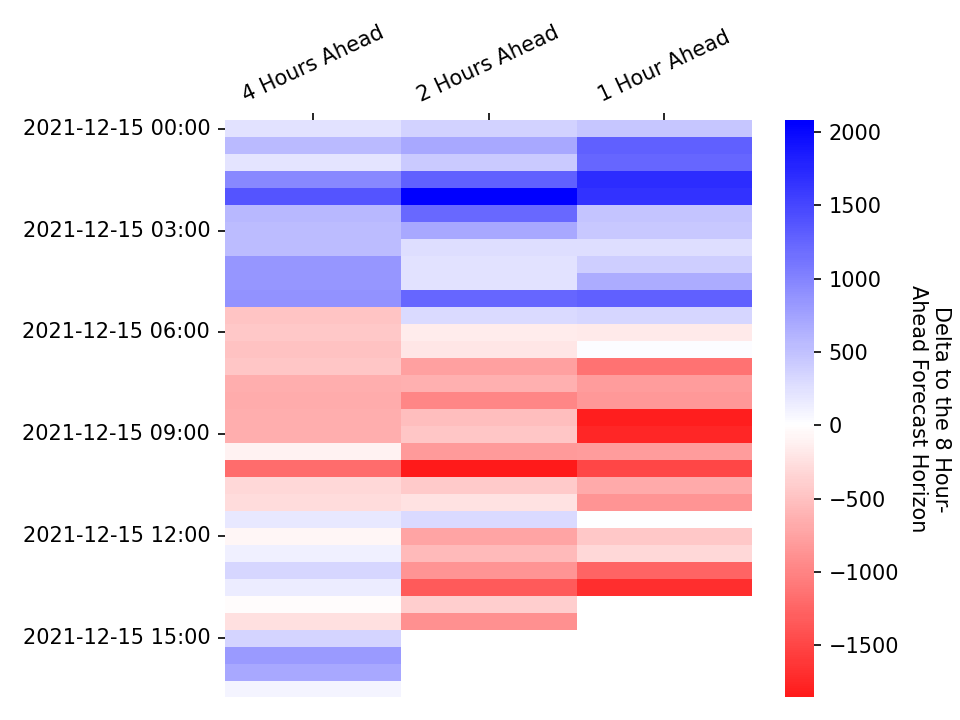 4 Hours Ahead
2 Hours Ahead
1 Hour Ahead
2021-12-15 00:00
2021-12-15 03:00
2021-12-15 06:00
2021-12-15 09:00
2021-12-15 12:00
2021-12-15 15:00
2000
1500
1000
500
0
−500
−1000
−1500
Delta to the 8 Hour-
Ahead Forecast Horizon